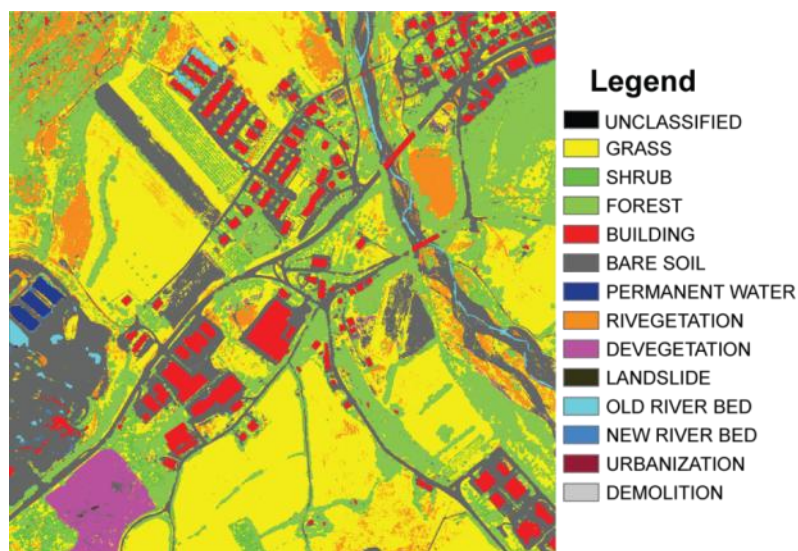 Legend
UNCLASSIFIED
GRASS
SHRUB
FOREST
BUILDING
BARE SOIL
PERMANENT WATER
RIVEGETATION
DEVEGETATION
LANDSLIDE
OLD RIVER BED
NEW RIVER BED
URBANIZATION
DEMOLITION